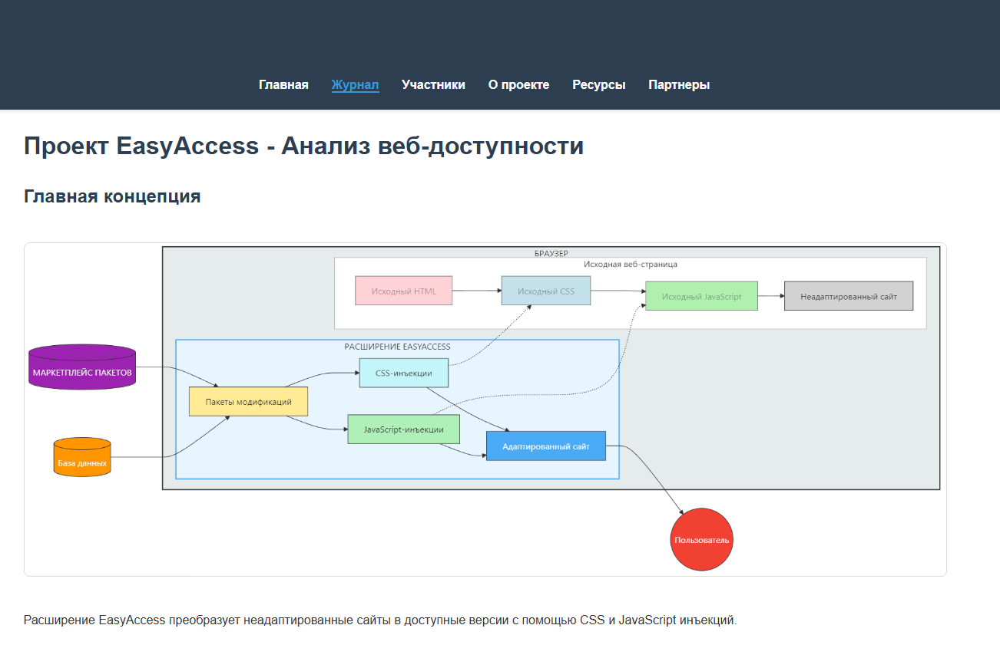 Главная Журнал Участники О проекте Ресурсы Партнеры
Проект EasyAccess - Анализ веб-доступности
Главная концепция
БРАУЗЕР
Исходная веб-страница
Исходный HTML
Исходный CSS
Исходный JavaScript
Неадаптированный сайт
РАСШИРЕНИЕ EASYACCESS
МАРКЕТПЛЕЙС ПАКЕТОВ
CSS-инъекции
Пакеты модификаций
JavaScript-инъекции
Адаптированный сайт
База данных
Пользователь
Расширение EasyAccess преобразует неадаптированные сайты в доступные версии с помощью CSS и JavaScript инъекций.